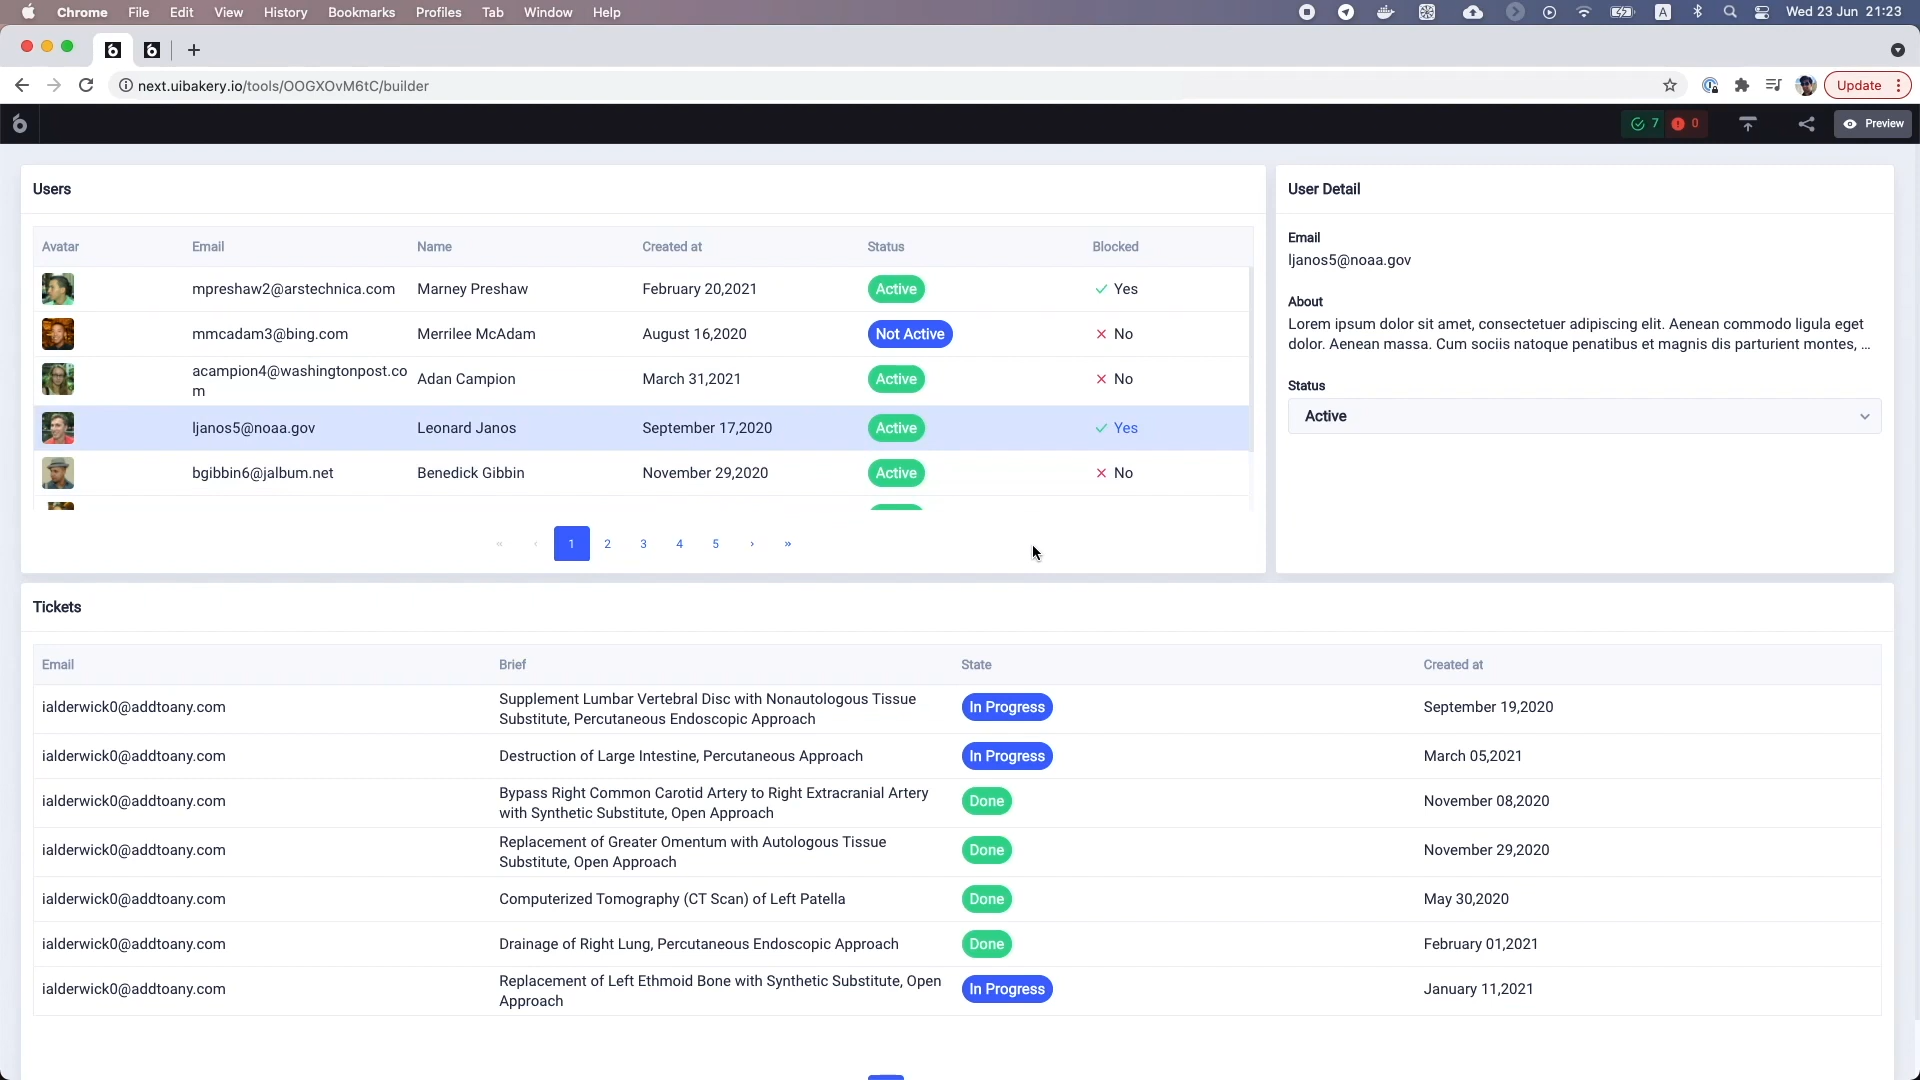 Chrome File Edit View History Bookmarks Profiles Tab Window Help
A
Wed 23 Jun 21:23
next.uibakery.io/tools/OOGXOvM6tC/builder
Update
7
0
Preview
Users
Avatar Email Name Created at Status Blocked
mpreshaw2@arstechnica.com Marney Preshaw February 20,2021 Active Yes
mmcadam3@bing.com Merrilee McAdam August 16,2020 Not Active No
acampion4@washingtonpost.co
m
Adan Campion March 31,2021 Active No
ljanos5@noaa.gov Leonard Janos September 17,2020 Active Yes
bgibbin6@jalbum.net Benedick Gibbin November 29,2020 Active No
« ‹ 1 2 3 4 5 › »
User Detail
Email
ljanos5@noaa.gov
About
Lorem ipsum dolor sit amet, consectetuer adipiscing elit. Aenean commodo ligula eget
dolor. Aenean massa. Cum sociis natoque penatibus et magnis dis parturient montes, ...
Status
Active
Tickets
Email Brief State Created at
ialderwick0@addtoany.com
Supplement Lumbar Vertebral Disc with Nonautologous Tissue
Substitute, Percutaneous Endoscopic Approach
In Progress
September 19,2020
ialderwick0@addtoany.com Destruction of Large Intestine, Percutaneous Approach In Progress March 05,2021
ialderwick0@addtoany.com
Bypass Right Common Carotid Artery to Right Extracranial Artery
with Synthetic Substitute, Open Approach
Done
November 08,2020
ialderwick0@addtoany.com
Replacement of Greater Omentum with Autologous Tissue
Substitute, Open Approach
Done
November 29,2020
ialderwick0@addtoany.com Computerized Tomography (CT Scan) of Left Patella Done May 30,2020
ialderwick0@addtoany.com Drainage of Right Lung, Percutaneous Endoscopic Approach Done February 01,2021
ialderwick0@addtoany.com
Replacement of Left Ethmoid Bone with Synthetic Substitute, Open
Approach
In Progress
January 11,2021